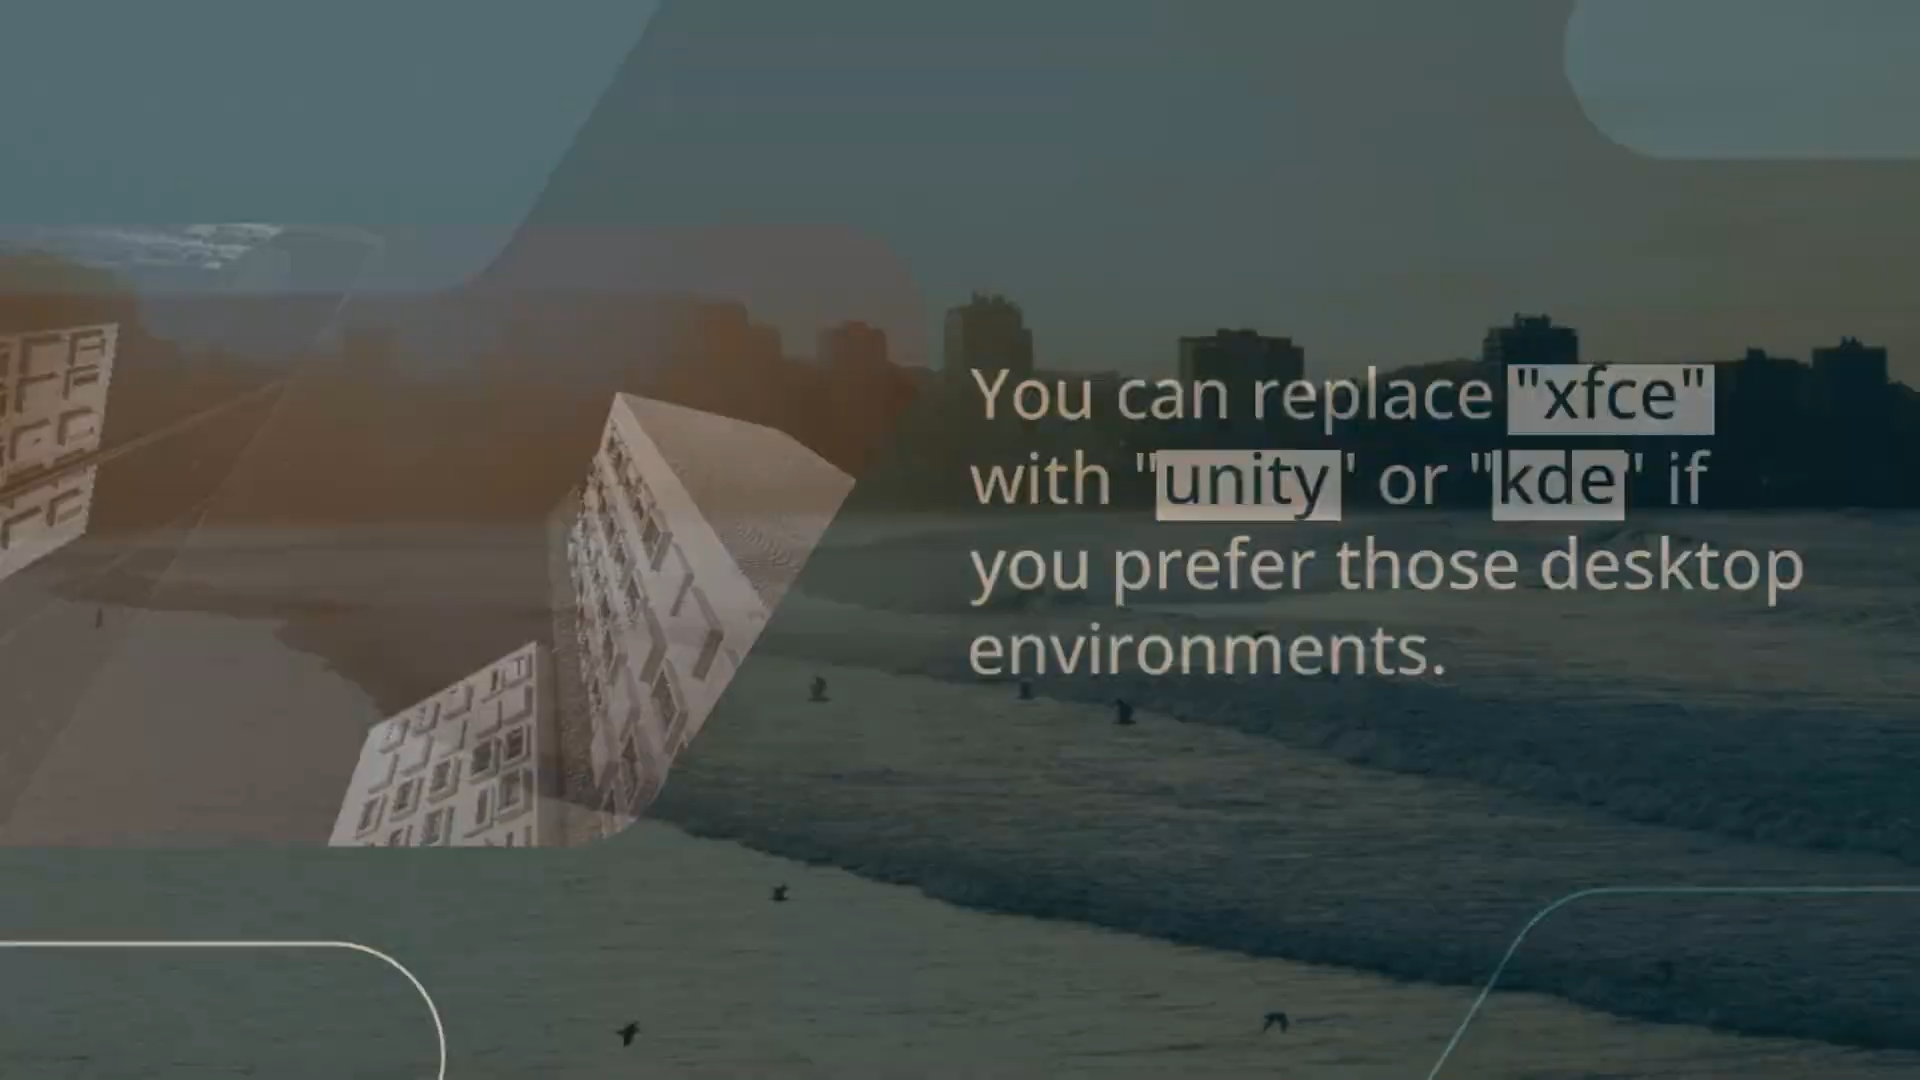 You can replace "xfce"
with "unity" or "kde" if
you prefer those desktop
environments.